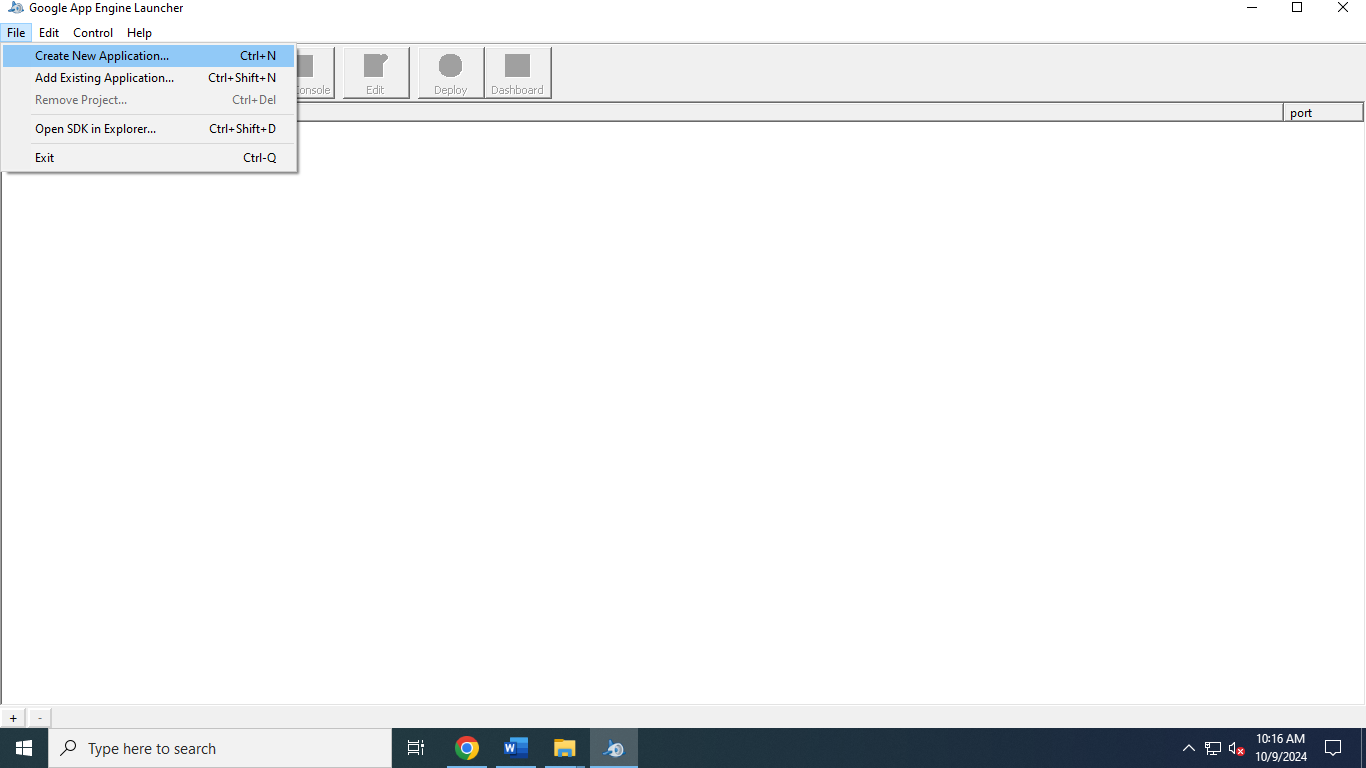 Google App Engine Launcher
File Edit Control Help
Create New Application... Ctrl+N
Add Existing Application... Ctrl+Shift+N
Remove Project... Ctrl+Del
Open SDK in Explorer... Ctrl+Shift+D
Exit Ctrl-Q
onsole Edit Deploy Dashboard
port
+ -
Type here to search
10:16 AM
10/9/2024